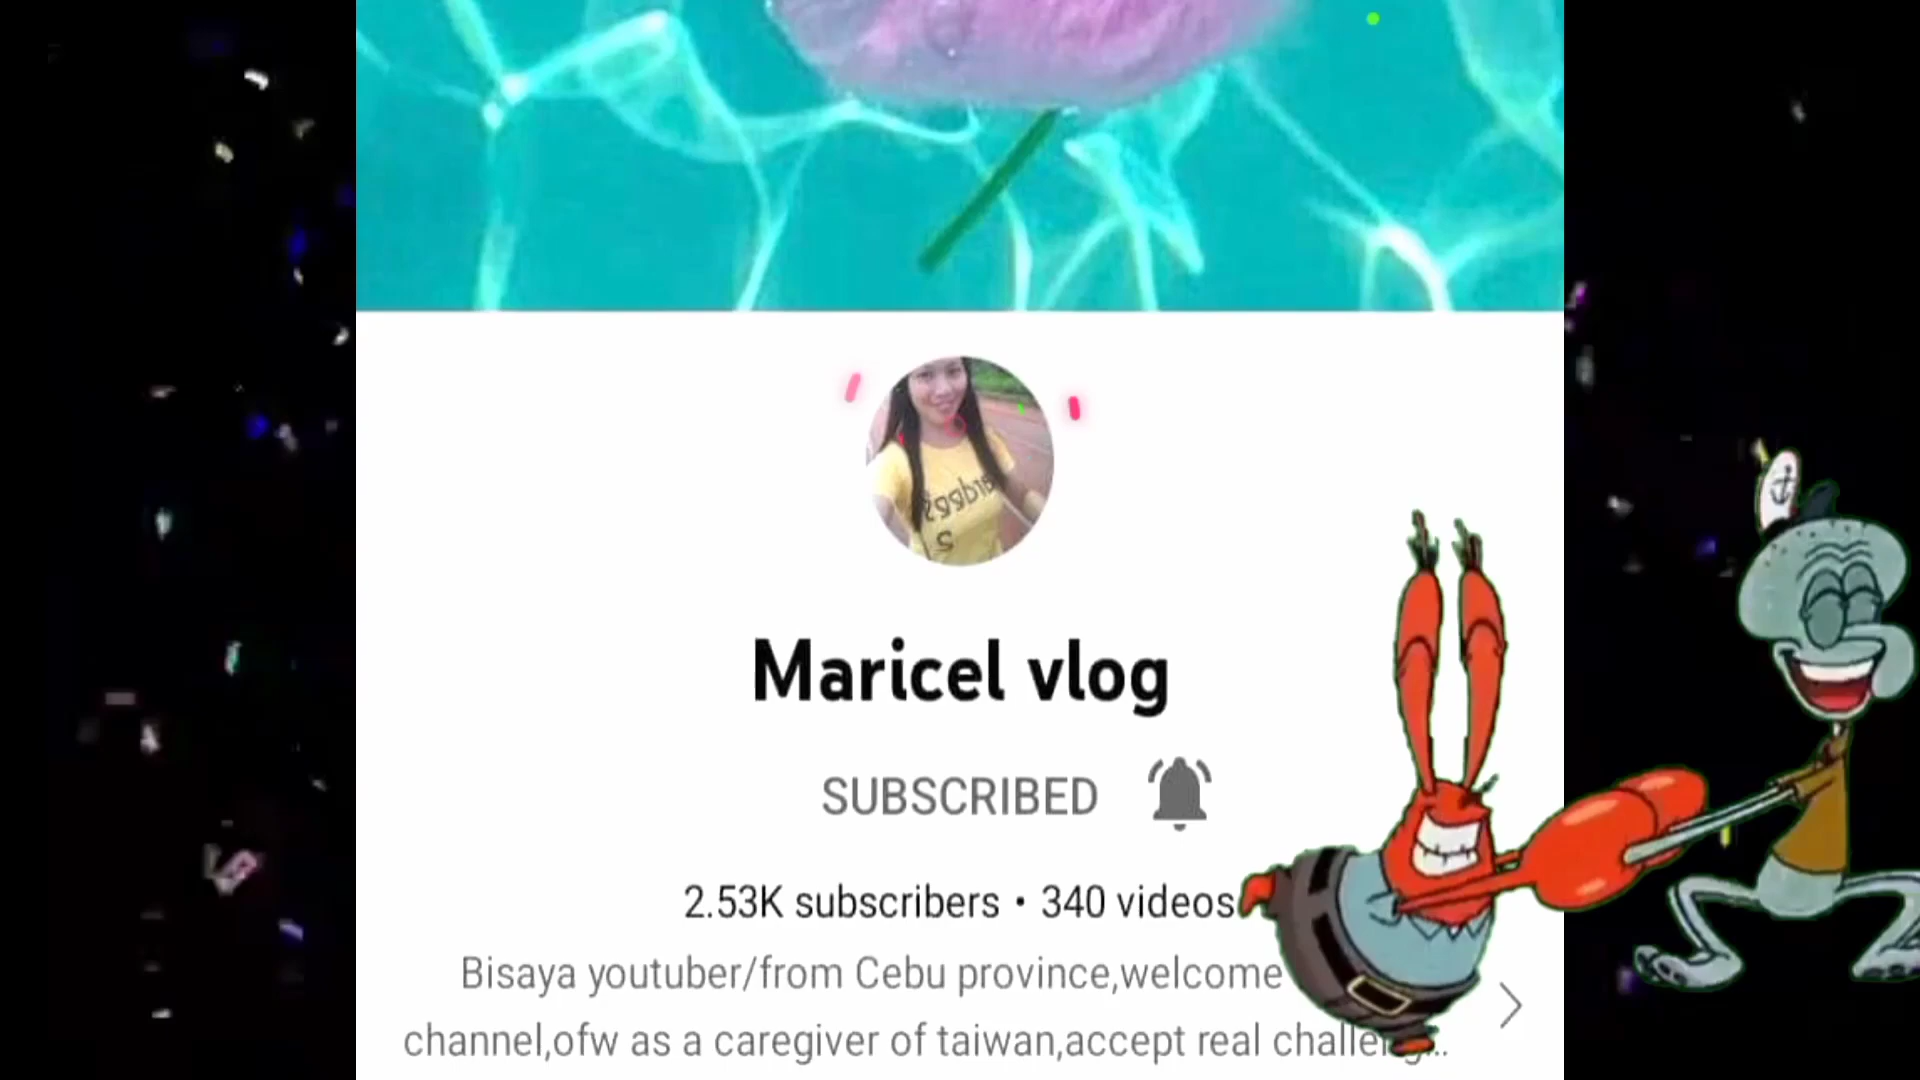 Maricel vlog
SUBSCRIBED
2.53K subscribers • 340 videos
Bisaya youtuber/from Cebu province,welcome
channel,ofw as a caregiver of taiwan,accept real